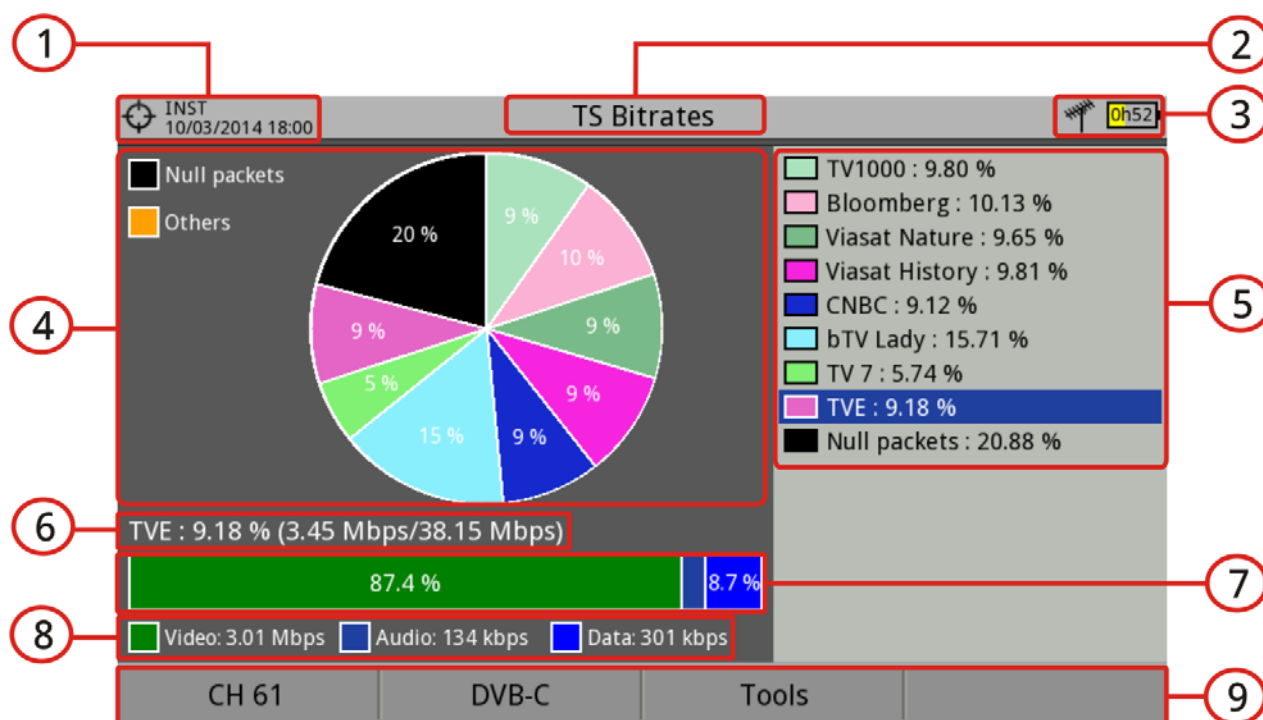 1
2
INST
10/03/2014 18:00
TS Bitrates
0h52
3
Null packets
Others
9 %
10 %
9 %
9 %
9 %
15 %
5 %
9 %
20 %
4
TV1000 : 9.80 %
Bloomberg : 10.13 %
Viasat Nature : 9.65 %
Viasat History : 9.81 %
CNBC : 9.12 %
bTV Lady : 15.71 %
TV 7 : 5.74 %
TVE : 9.18 %
Null packets : 20.88 %
5
6
TVE : 9.18 % (3.45 Mbps/38.15 Mbps)
87.4 %
8.7 %
7
8
Video: 3.01 Mbps
Audio: 134 kbps
Data: 301 kbps
CH 61
DVB-C
Tools
9